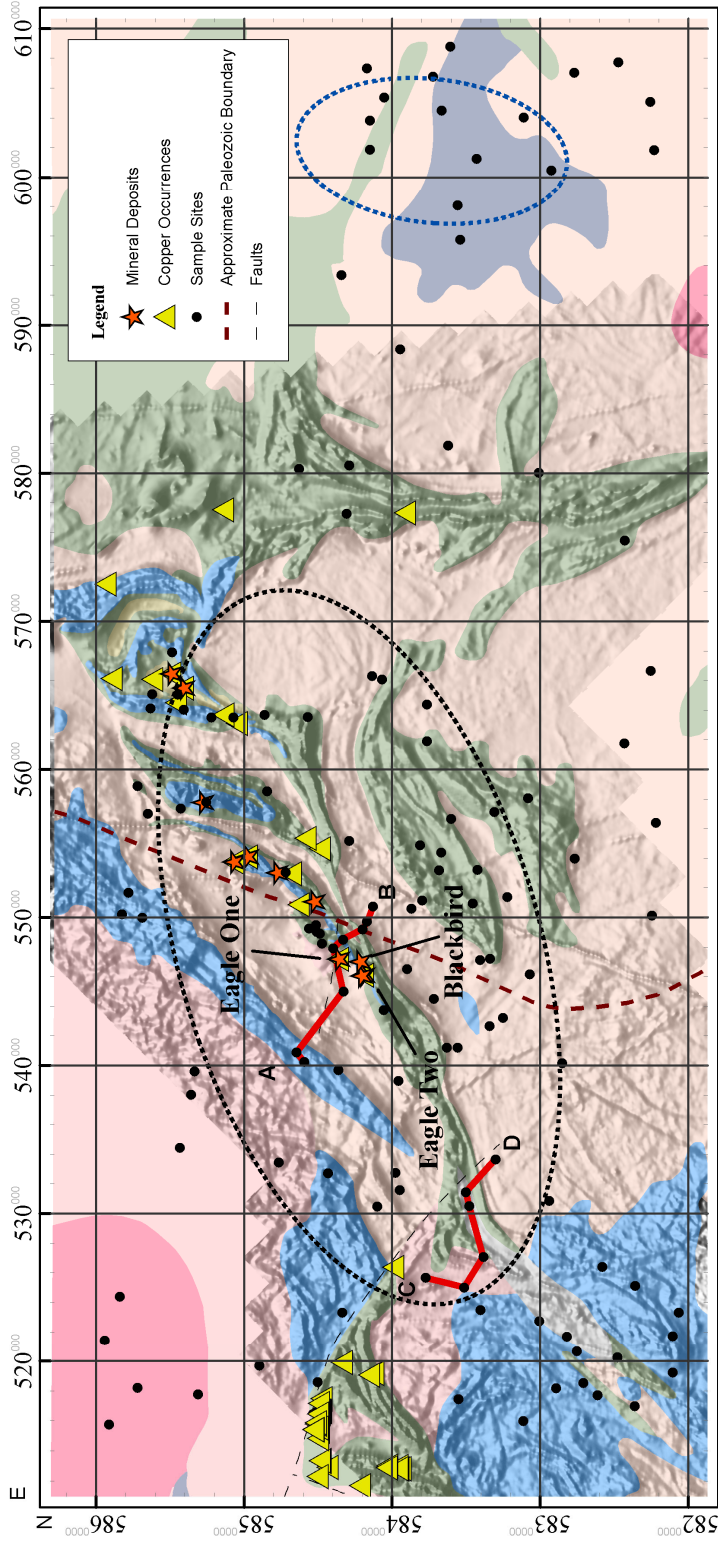 E
520000
530000
540000
550000
560000
570000
580000
590000
600000
610000
N
5860000
5850000
5840000
5830000
5820000
Legend
Mineral Deposits
Copper Occurrences
Sample Sites
Approximate Paleozoic Boundary
Faults
Eagle One
A
B
C
D
Eagle Two
Blackbird